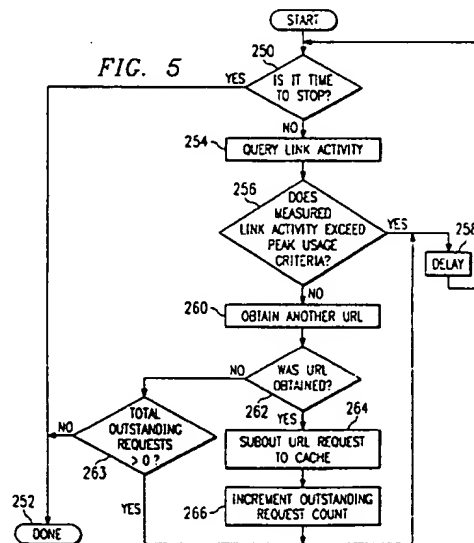 START
FIG. 5
250
YES
IS IT TIME
TO STOP?
NO
254
QUERY LINK ACTIVITY
256
DOES
MEASURED
LINK ACTIVITY EXCEED
PEAK USAGE
CRITERIA?
YES
258
DELAY
NO
260
OBTAIN ANOTHER URL
NO
WAS URL
OBTAINED?
262
YES
264
NO
TOTAL
OUTSTANDING
REQUESTS
> 0 ?
263
SUBOUT URL REQUEST
TO CACHE
252
DONE
YES
266
INCREMENT OUTSTANDING
REQUEST COUNT